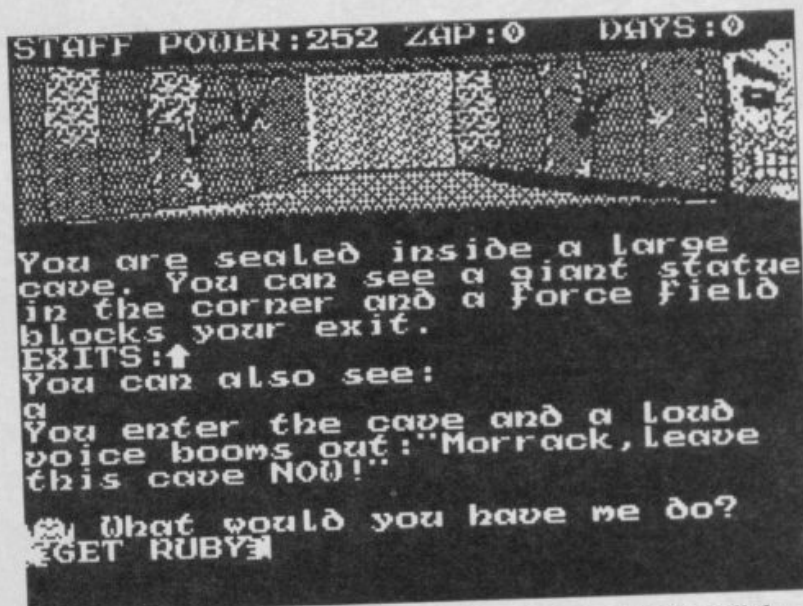 STAFF POWER:252 ZAP:0 DAYS:0
You are sealed inside a large
cave. You can see a giant statue
in the corner and a force field
blocks your exit.
EXITS:⬆
You can also see:
a
You enter the cave and a loud
voice booms out:"Morrack,leave
this cave NOW!"
What would you have me do?
GET RUBY